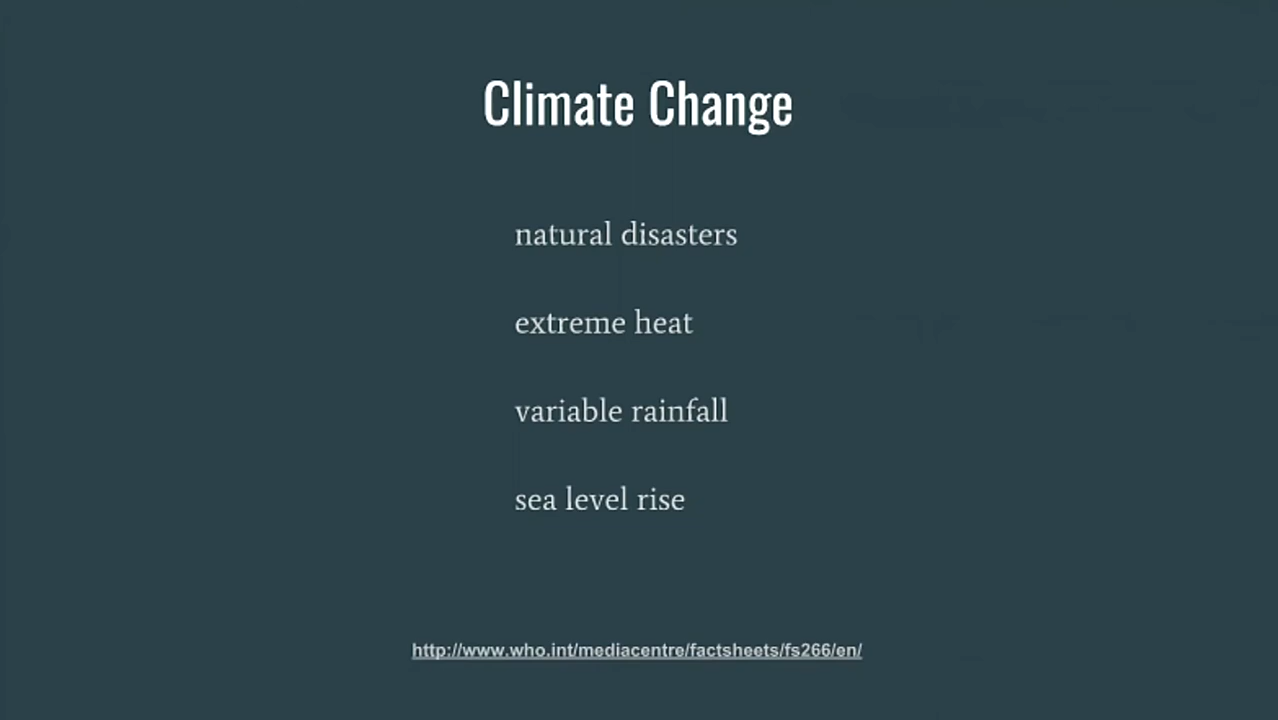 Climate Change
natural disasters
extreme heat
variable rainfall
sea level rise
http://www.who.int/mediacentre/factsheets/fs266/en/